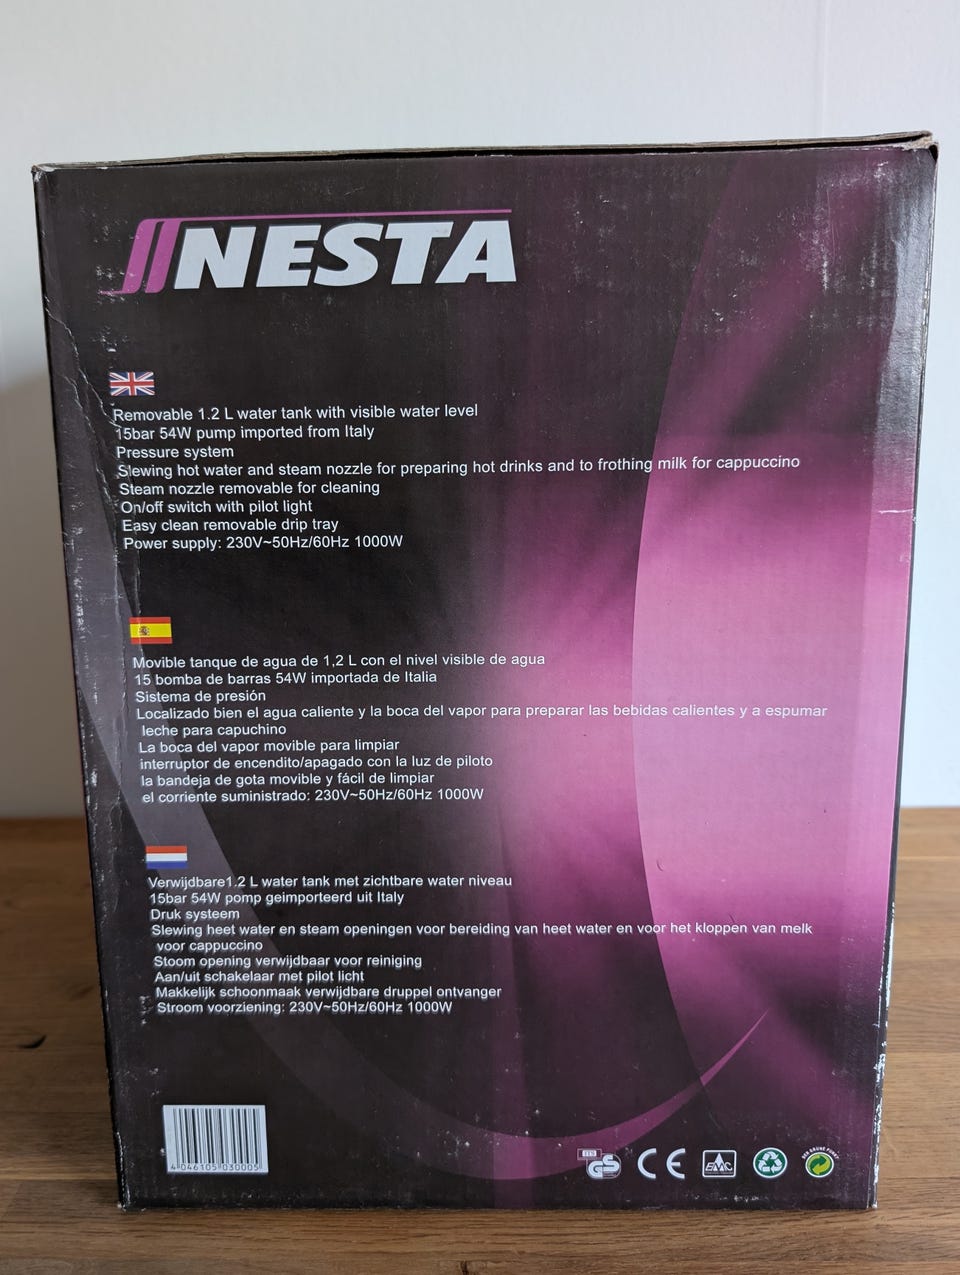 NESTA
Removable 1.2 L water tank with visible water level
15bar 54W pump imported from Italy
Pressure system
Slewing hot water and steam nozzle for preparing hot drinks and to frothing milk for cappuccino
Steam nozzle removable for cleaning
On/off switch with pilot light
Easy clean removable drip tray
Power supply: 230V~50Hz/60Hz 1000W
Movible tanque de agua de 1,2 L con el nivel visible de agua
15 bomba de barras 54W importada de Italia
Sistema de presión
Localizado bien el agua caliente y la boca del vapor para preparar las bebidas calientes y a espumar
leche para capuchino
La boca del vapor movible para limpiar
interruptor de encendito/apagado con la luz de piloto
la bandeja de gota movible y fácil de limpiar
el corriente suministrado: 230V~50Hz/60Hz 1000W
Verwijdbare1.2 L water tank met zichtbare water niveau
15bar 54W pomp geimporteerd uit Italy
Druk systeem
Slewing heet water en steam openingen voor bereiding van heet water en voor het kloppen van melk
voor cappuccino
Stoom opening verwijdbaar voor reiniging
Aan/uit schakelaar met pilot licht
Makkelijk schoonmaak verwijdbare druppel ontvanger
Stroom voorziening: 230V~50Hz/60Hz 1000W
4 046105 030005
ITS
GS
CE
EMC
DER GRÜNE PUNKT